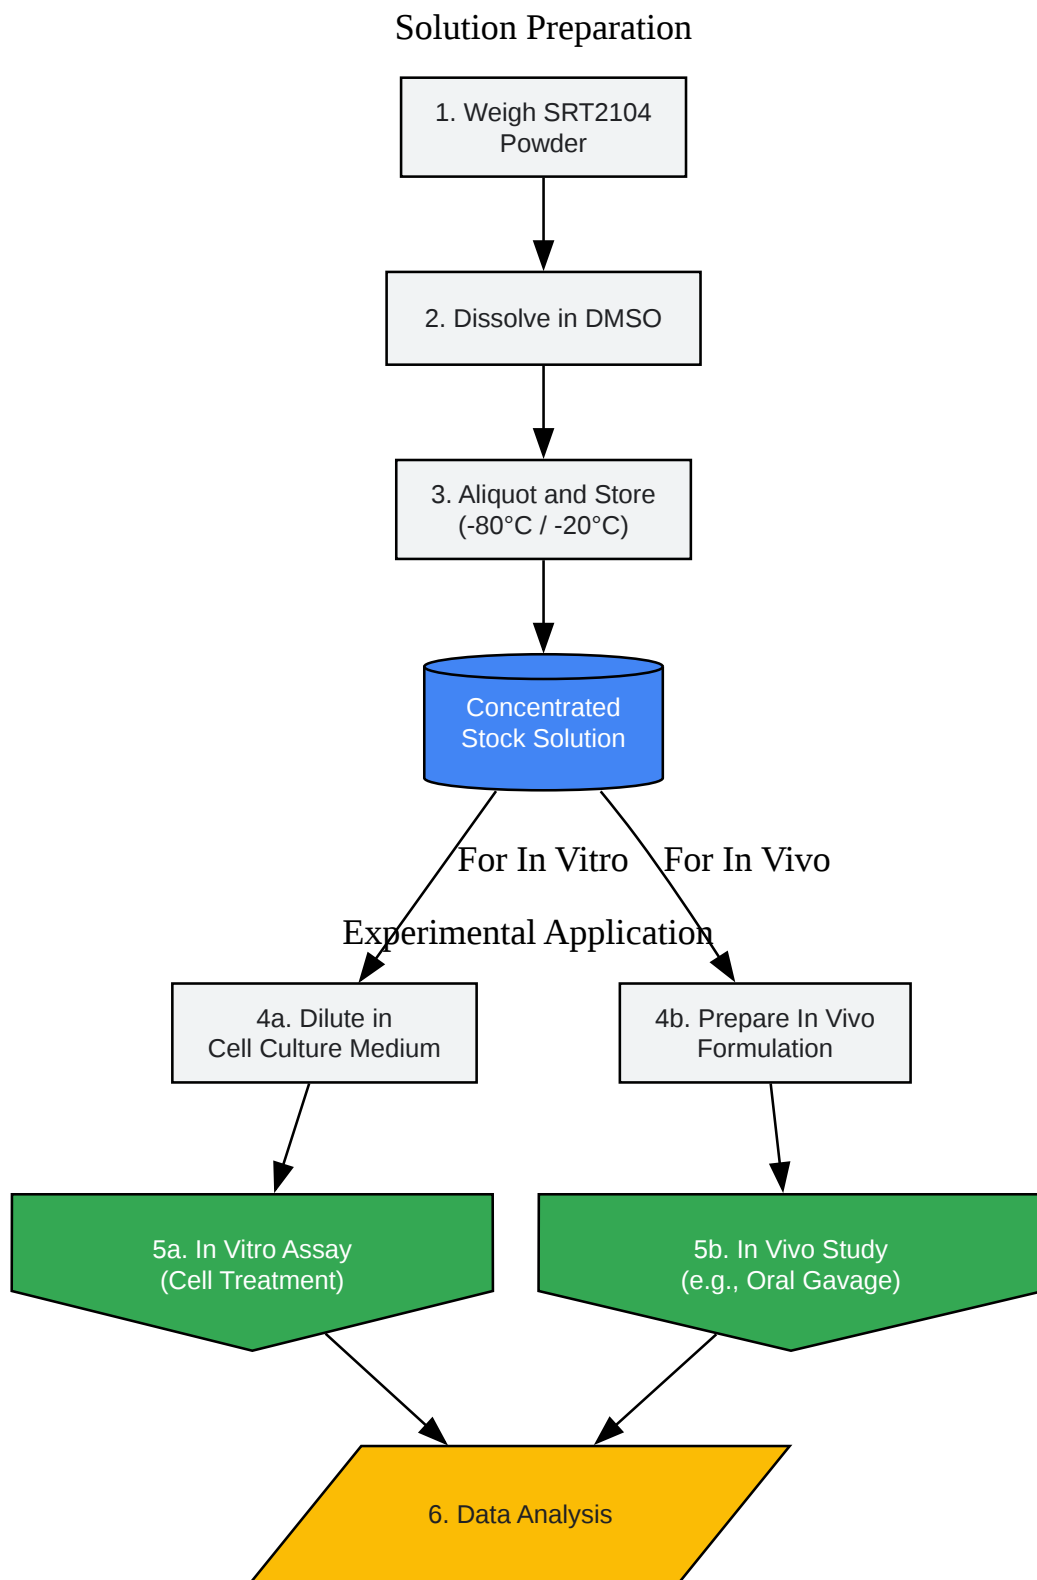 Solution Preparation
1. Weigh SRT2104
Powder
2. Dissolve in DMSO
3. Aliquot and Store
(-80°C / -20°C)
Concentrated
Stock Solution
For In Vitro
For In Vivo
Experimental Application
4a. Dilute in
Cell Culture Medium
4b. Prepare In Vivo
Formulation
5a. In Vitro Assay
(Cell Treatment)
5b. In Vivo Study
(e.g., Oral Gavage)
6. Data Analysis